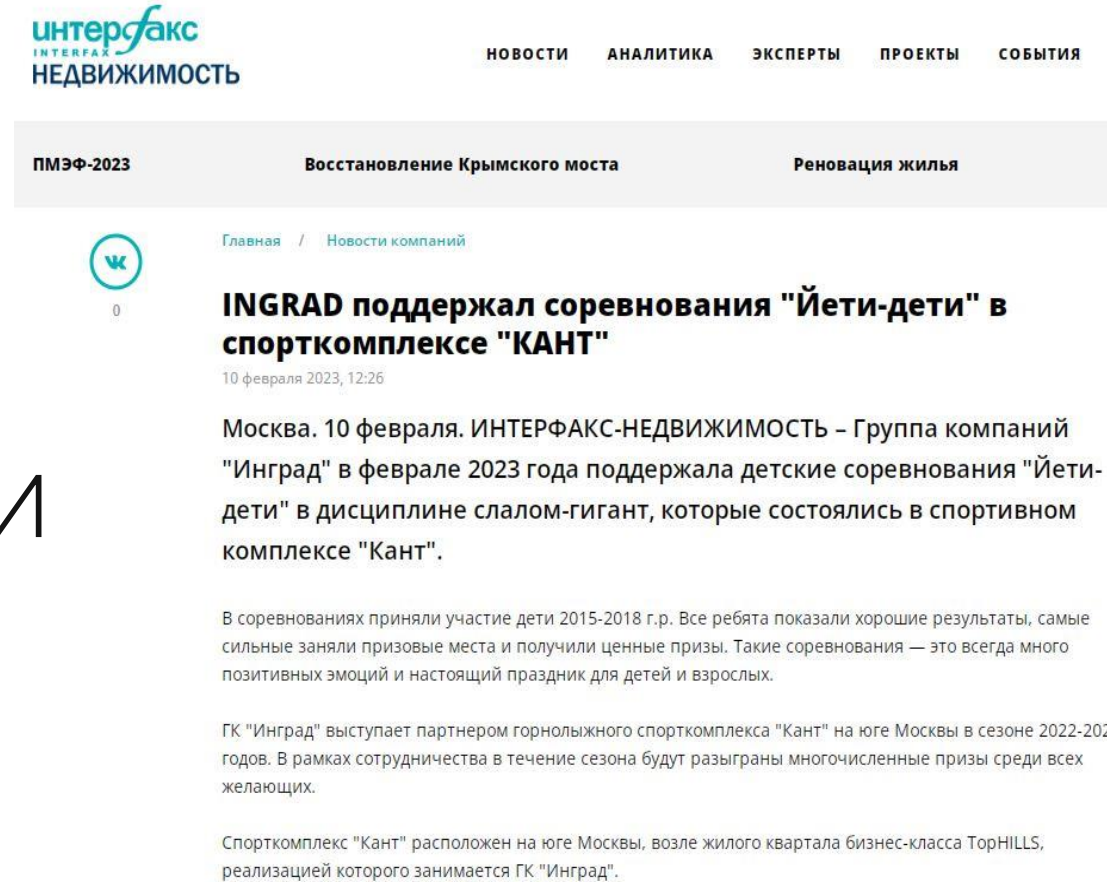 интерфакс
INTERFAX
НЕДВИЖИМОСТЬ
НОВОСТИ АНАЛИТИКА ЭКСПЕРТЫ ПРОЕКТЫ СОБЫТИЯ
ПМЭФ-2023 Восстановление Крымского моста Реновация жилья
Главная / Новости компаний
0
INGRAD поддержал соревнования "Йети-дети" в
спорткомплексе "КАНТ"
10 февраля 2023, 12:26
Москва. 10 февраля. ИНТЕРФАКС-НЕДВИЖИМОСТЬ – Группа компаний
"Инград" в феврале 2023 года поддержала детские соревнования "Йети-
дети" в дисциплине слалом-гигант, которые состоялись в спортивном
комплексе "Кант".
И
В соревнованиях приняли участие дети 2015-2018 г.р. Все ребята показали хорошие результаты, самые
сильные заняли призовые места и получили ценные призы. Такие соревнования — это всегда много
позитивных эмоций и настоящий праздник для детей и взрослых.
ГК "Инград" выступает партнером горнолыжного спорткомплекса "Кант" на юге Москвы в сезоне 2022-202
годов. В рамках сотрудничества в течение сезона будут разыграны многочисленные призы среди всех
желающих.
Спорткомплекс "Кант" расположен на юге Москвы, возле жилого квартала бизнес-класса TopHILLS,
реализацией которого занимается ГК "Инград".